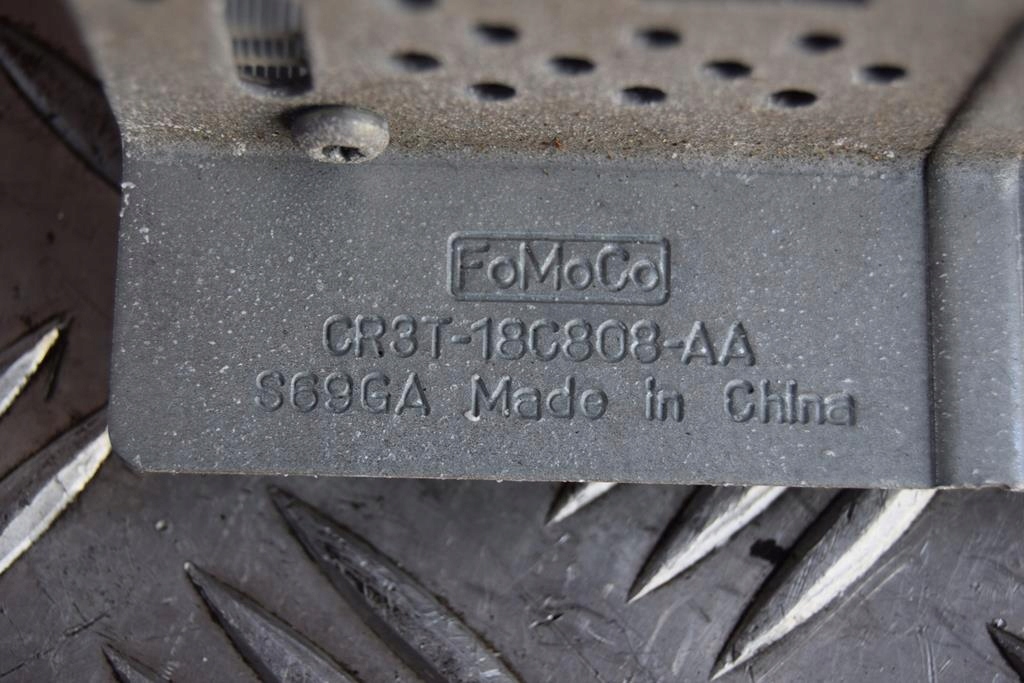 FoMoCo
CR3T-18C808-AA
S69GA Made in China